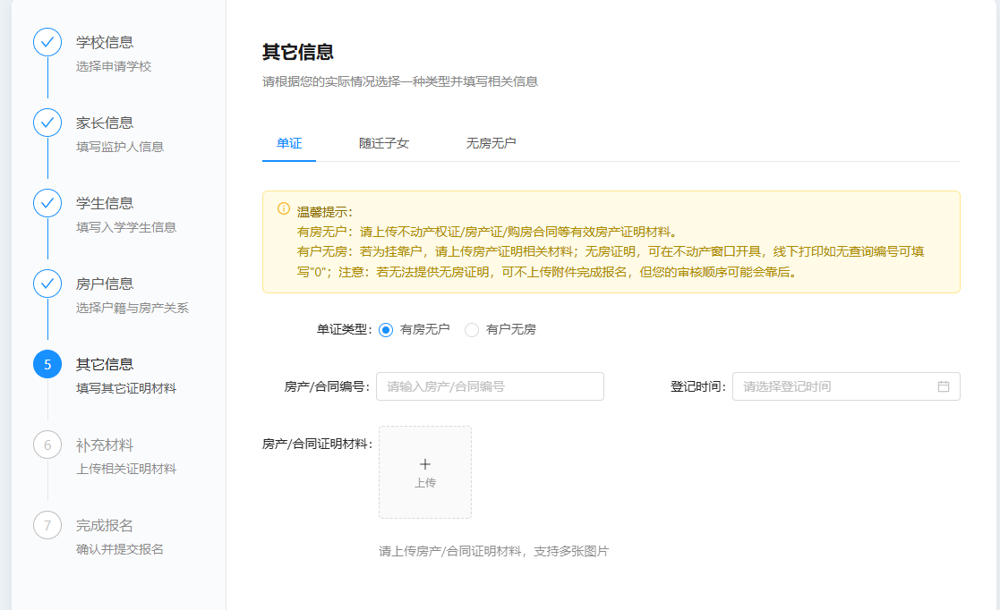 学校信息
选择申请学校
家长信息
填写监护人信息
学生信息
填写入学学生信息
房户信息
选择户籍与房产关系
5
其它信息
填写其它证明材料
6
补充材料
上传相关证明材料
7
完成报名
确认并提交报名
其它信息
请根据您的实际情况选择一种类型并填写相关信息
单证 随迁子女 无房无户
温馨提示：
有房无户：请上传不动产权证/房产证/购房合同等有效房产证明材料。
有户无房：若为挂靠户，请上传房产证明相关材料；无房证明，可在不动产窗口开具，线下打印如无查询编号可填
写"0"；注意：若无法提供无房证明，可不上传附件完成报名，但您的审核顺序可能会靠后。
单证类型： 有房无户 有户无房
房产/合同编号： 请输入房产/合同编号 登记时间： 请选择登记时间
房产/合同证明材料：
+
上传
请上传房产/合同证明材料，支持多张图片